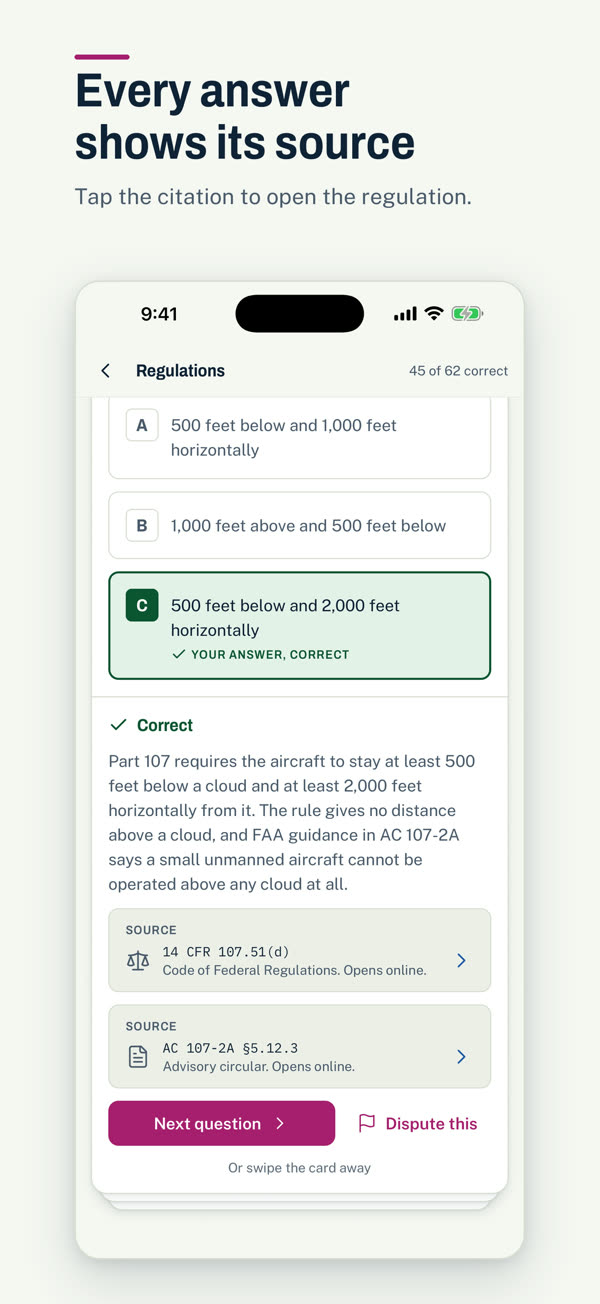 Every answer
shows its source
Tap the citation to open the regulation.
9:41
Regulations
45 of 62 correct
A
500 feet below and 1,000 feet
horizontally
B
1,000 feet above and 500 feet below
C
500 feet below and 2,000 feet
horizontally
YOUR ANSWER, CORRECT
Correct
Part 107 requires the aircraft to stay at least 500
feet below a cloud and at least 2,000 feet
horizontally from it. The rule gives no distance
above a cloud, and FAA guidance in AC 107-2A
says a small unmanned aircraft cannot be
operated above any cloud at all.
SOURCE
14 CFR 107.51(d)
Code of Federal Regulations. Opens online.
SOURCE
AC 107-2A §5.12.3
Advisory circular. Opens online.
Next question
Dispute this
Or swipe the card away